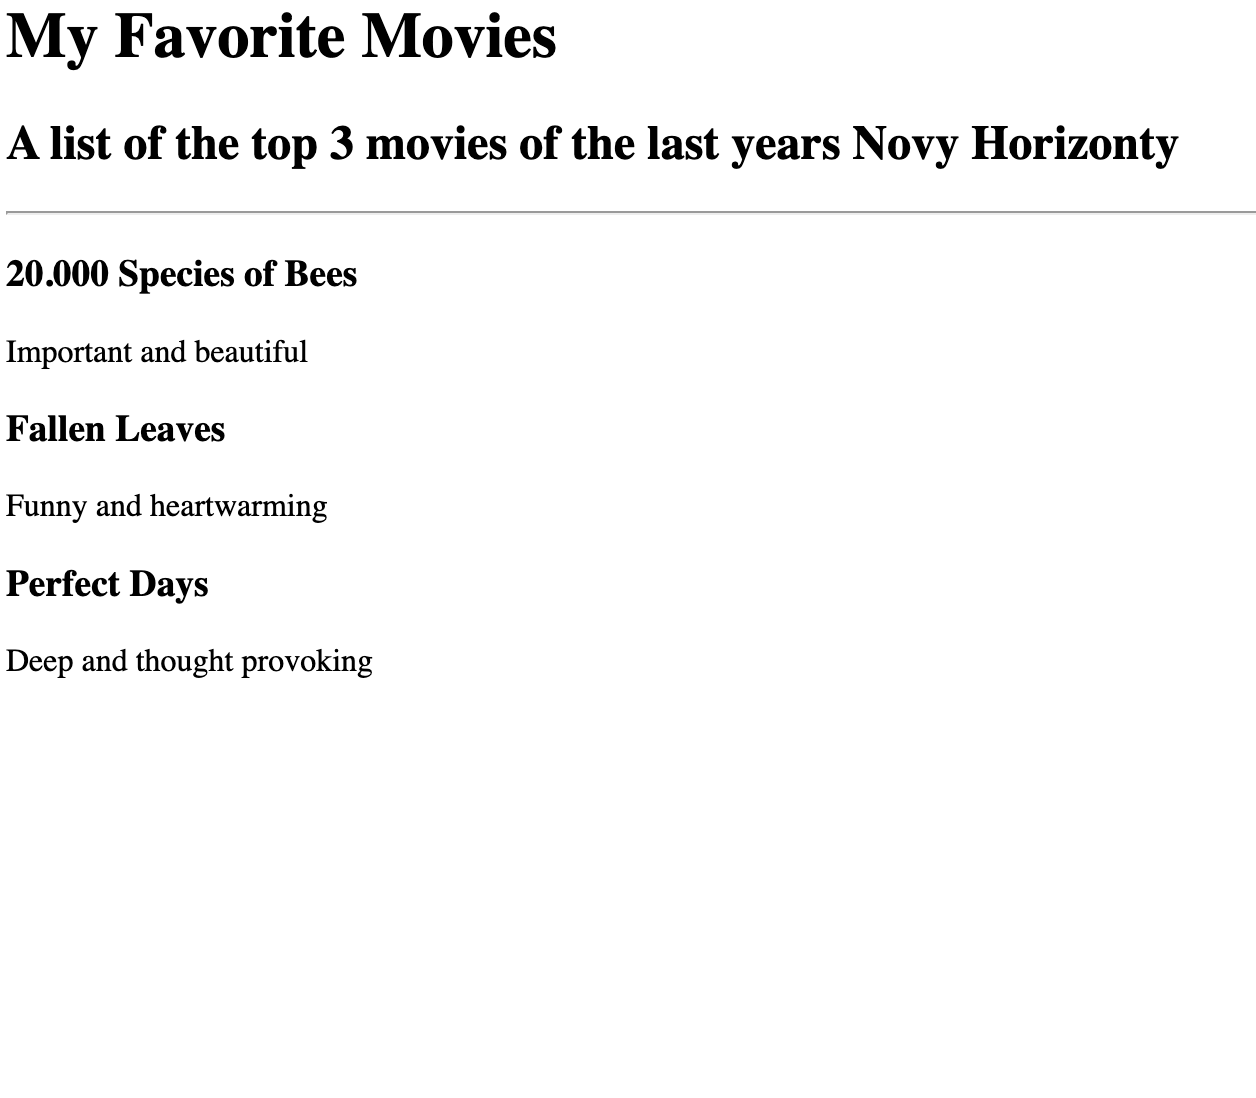 My Favorite Movies
A list of the top 3 movies of the last years Novy Horizonty
20.000 Species of Bees
Important and beautiful
Fallen Leaves
Funny and heartwarming
Perfect Days
Deep and thought provoking